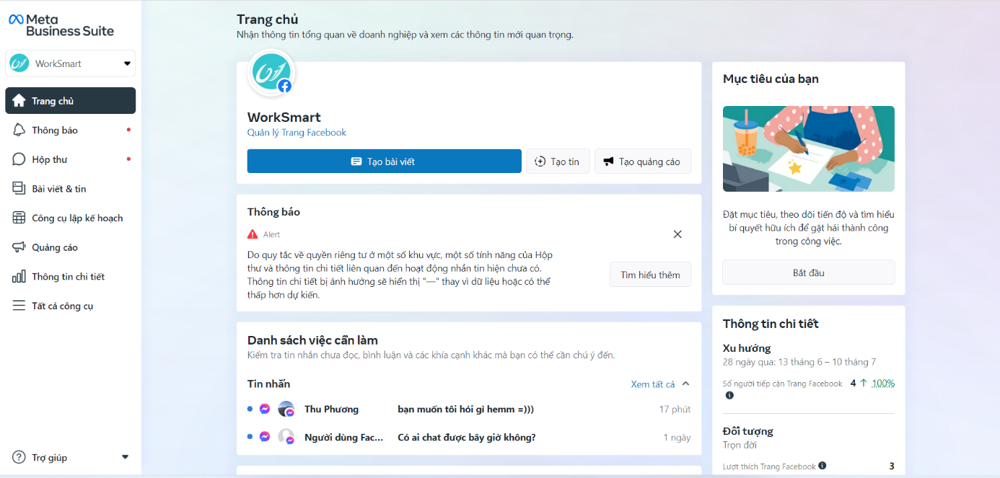 Meta
Business Suite
WorkSmart
Trang chủ
Thông báo
Hộp thư
Bài viết & tin
Công cụ lập kế hoạch
Quảng cáo
Thông tin chi tiết
Tất cả công cụ
Trợ giúp
Trang chủ
Nhận thông tin tổng quan về doanh nghiệp và xem các thông tin mới quan trọng.
WorkSmart
Quản lý Trang Facebook
Tạo bài viết
Tạo tin
Tạo quảng cáo
Thông báo
Alert
Do quy tắc về quyền riêng tư ở một số khu vực, một số tính năng của Hộp
thư và thông tin chi tiết liên quan đến hoạt động nhắn tin hiện chưa có.
Thông tin chi tiết bị ảnh hưởng sẽ hiển thị "—" thay vì dữ liệu hoặc có thể
thấp hơn dự kiến.
Tìm hiểu thêm
Danh sách việc cần làm
Kiểm tra tin nhắn chưa đọc, bình luận và các khía cạnh khác mà bạn có thể cần chú ý đến.
Tin nhắn
Xem tất cả
Thu Phương bạn muốn tôi hỏi gì hemm =))) 17 phút
Người dùng Fac... Có ai chat được bây giờ không? 1 ngày
Mục tiêu của bạn
Đặt mục tiêu, theo dõi tiến độ và tìm hiểu
bí quyết hữu ích để gặt hái thành công
trong công việc.
Bắt đầu
Thông tin chi tiết
Xu hướng
28 ngày qua: 13 tháng 6 – 10 tháng 7
Số người tiếp cận Trang Facebook 4 ↑ 100%
Đối tượng
Trọn đời
Lượt thích Trang Facebook 3